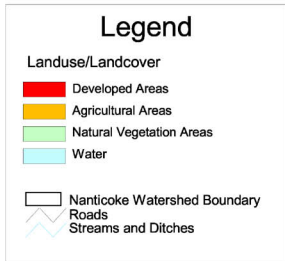 Legend
Landuse/Landcover
Developed Areas
Agricultural Areas
Natural Vegetation Areas
Water
Nanticoke Watershed Boundary
Roads
Streams and Ditches